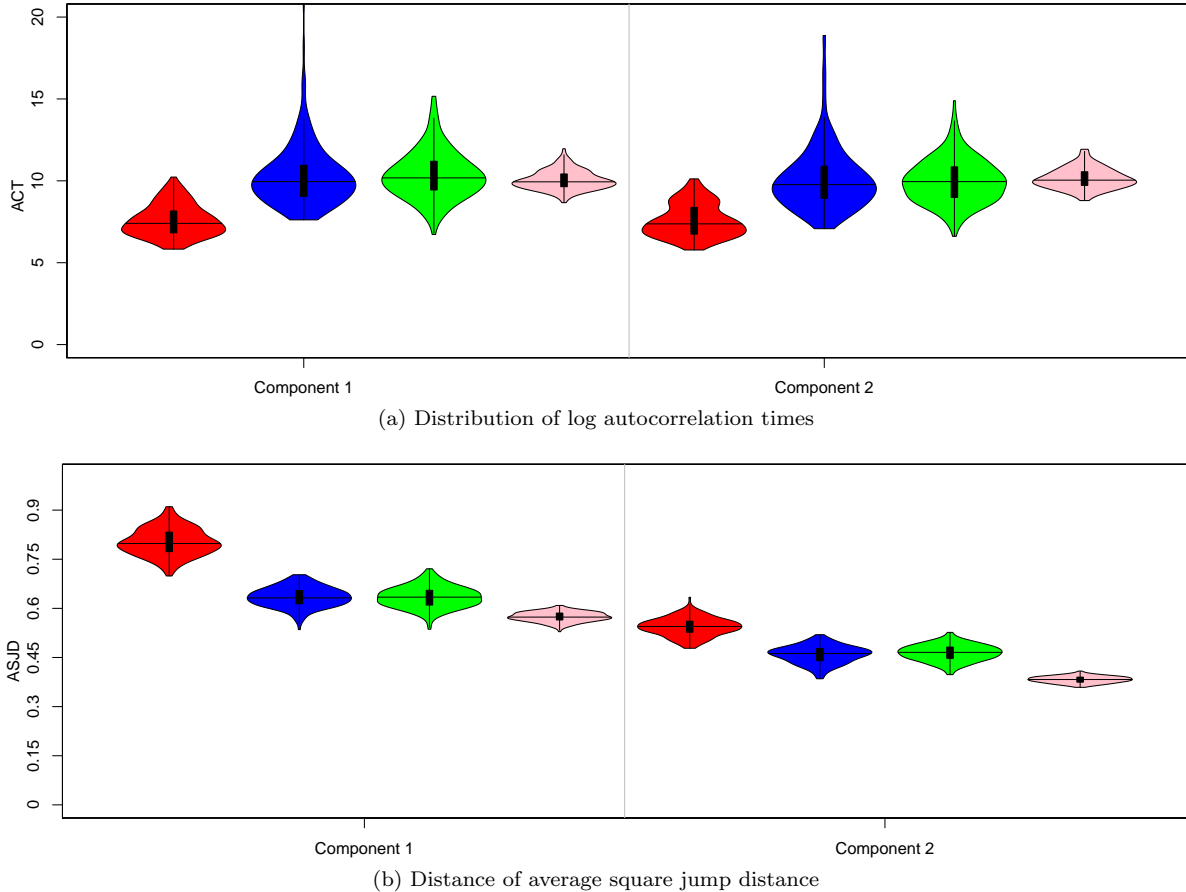 20
15
10
5
0
ACT
Component 1 Component 2
(a) Distribution of log autocorrelation times
0.9
0.75
0.6
0.45
0.3
0.15
0
ASJD
Component 1 Component 2
(b) Distance of average square jump distance